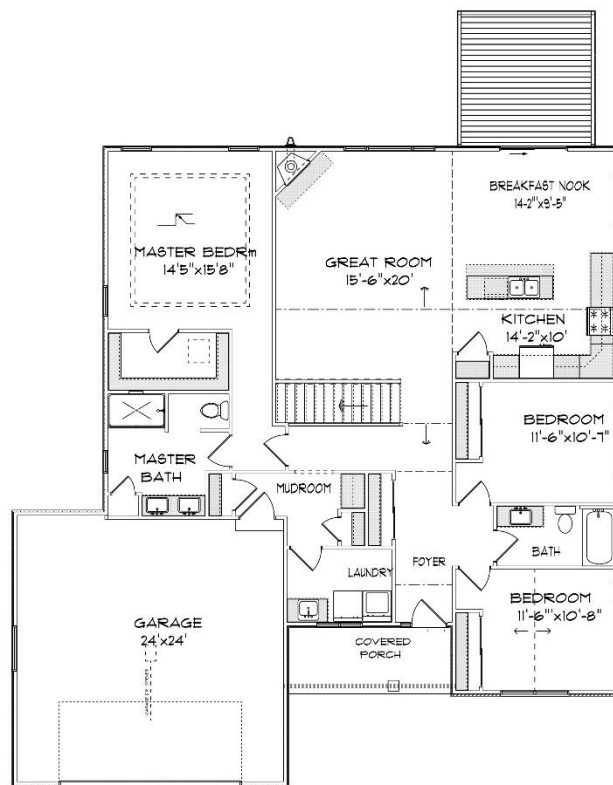 BREAKFAST NOOK
14-2"x9'-5"
MASTER BEDRm
14'5"x15'8"
GREAT ROOM
15'-6"x20'
KITCHEN
14'-2"x10'
BEDROOM
11'-6"x10'-7"
MASTER
BATH
MUDROOM
BATH
LAUNDRY
FOYER
BEDROOM
11'-6"x10'-8"
GARAGE
24'x24'
COVERED
PORCH